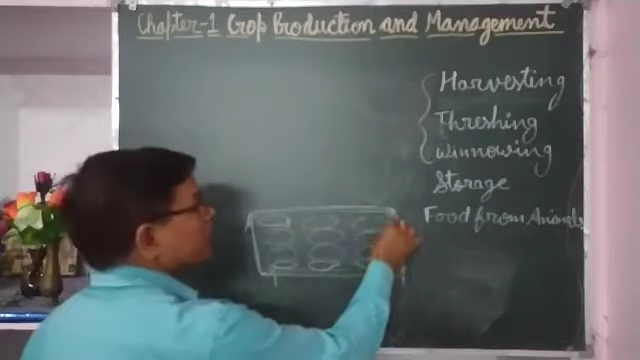 Chapter-1 Crop Production and Management
Harvesting
Threshing
Winnowing
Storage
Food from Animals